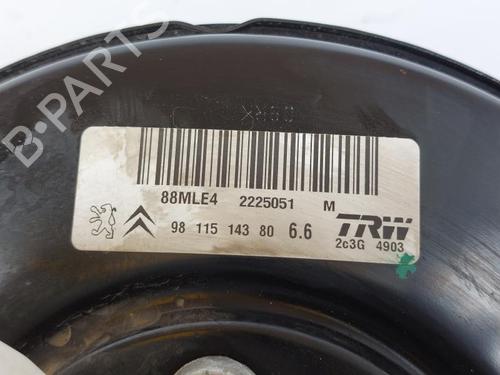 B-PARTS
88MLE4 2225051 M
98 115 143 80 6.6
TRW
2c3G 4903